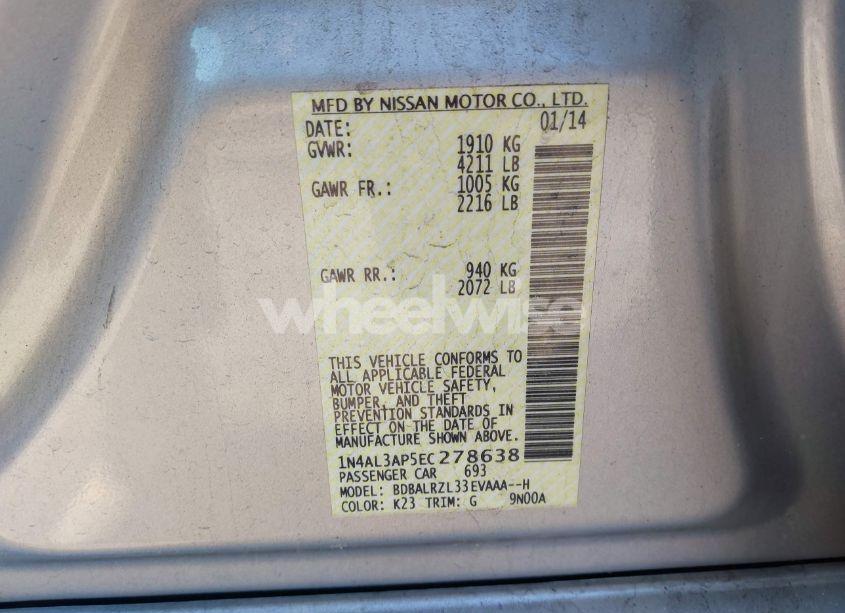 MFD BY NISSAN MOTOR CO., LTD.
DATE: 01/14
GVWR: 1910 KG
4211 LB
GAWR FR.: 1005 KG
2216 LB
GAWR RR.: 940 KG
2072 LB
wheelwise
THIS VEHICLE CONFORMS TO
ALL APPLICABLE FEDERAL
MOTOR VEHICLE SAFETY,
BUMPER, AND THEFT
PREVENTION STANDARDS IN
EFFECT ON THE DATE OF
MANUFACTURE SHOWN ABOVE.
1N4AL3AP5EC278638
PASSENGER CAR 693
MODEL: BDBALRZL33EVAAA--H
COLOR: K23 TRIM: G 9N00A